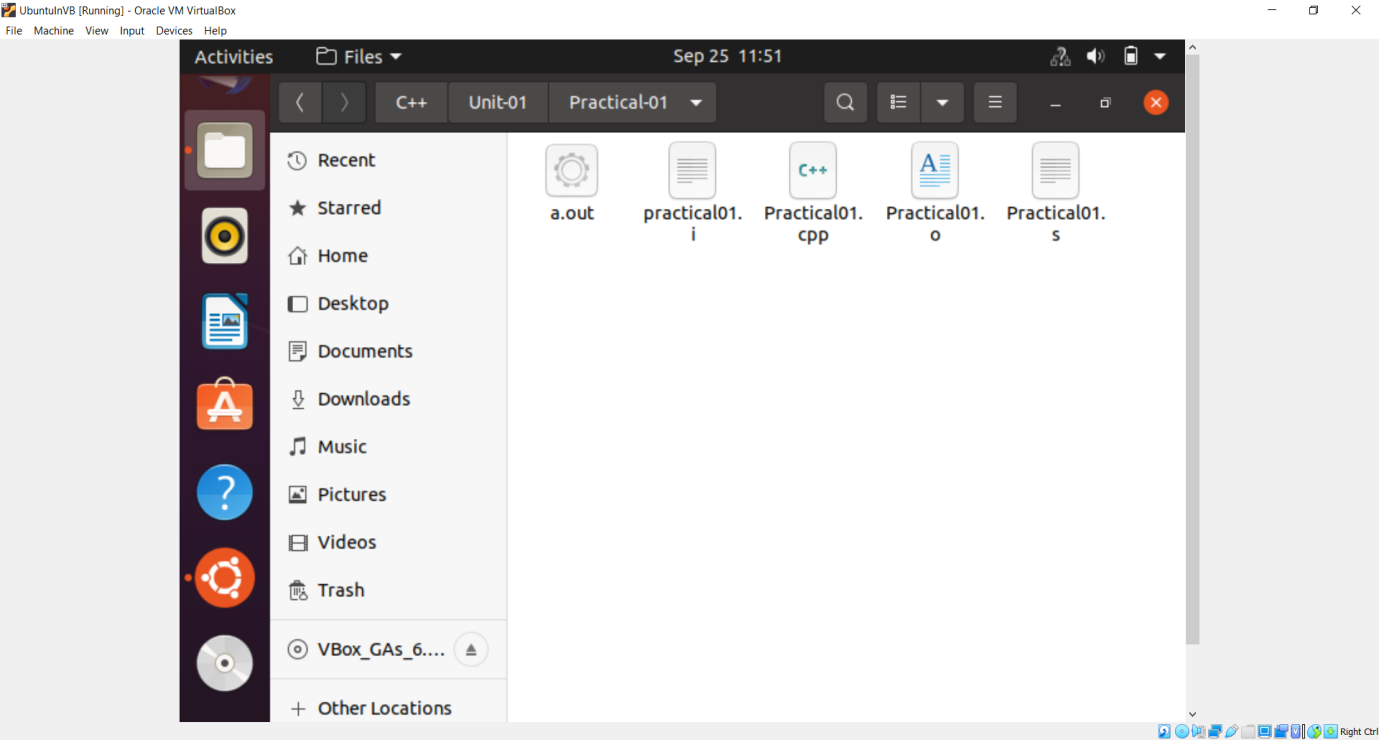 UbuntuInVB [Running] - Oracle VM VirtualBox
File Machine View Input Devices Help
Activities Files Sep 25 11:51
C++ Unit-01 Practical-01
Recent
Starred
Home
Desktop
Documents
Downloads
Music
Pictures
Videos
Trash
VBox_GAs_6....
Other Locations
a.out
practical01.
i
C++
Practical01.
cpp
A
Practical01.
o
Practical01.
s
Right Ctrl